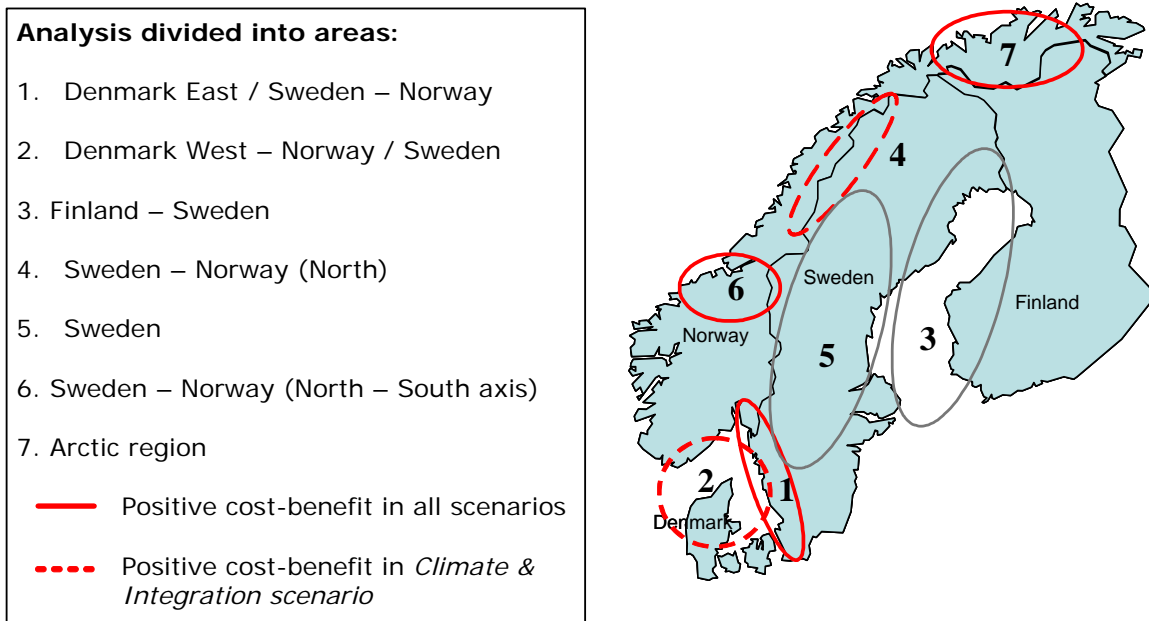 Analysis divided into areas:
1. Denmark East / Sweden – Norway
2. Denmark West – Norway / Sweden
3. Finland – Sweden
4. Sweden – Norway (North)
5. Sweden
6. Sweden – Norway (North – South axis)
7. Arctic region
Positive cost-benefit in all scenarios
Positive cost-benefit in Climate &
Integration scenario
7
4
6
Sweden
Finland
Norway
3
5
2
1
Denmark